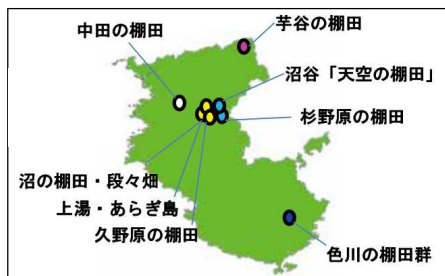 中田の棚田
芋谷の棚田
沼谷「天空の棚田」
杉野原の棚田
沼の棚田・段々畑
上湯・あらぎ島
久野原の棚田
色川の棚田群